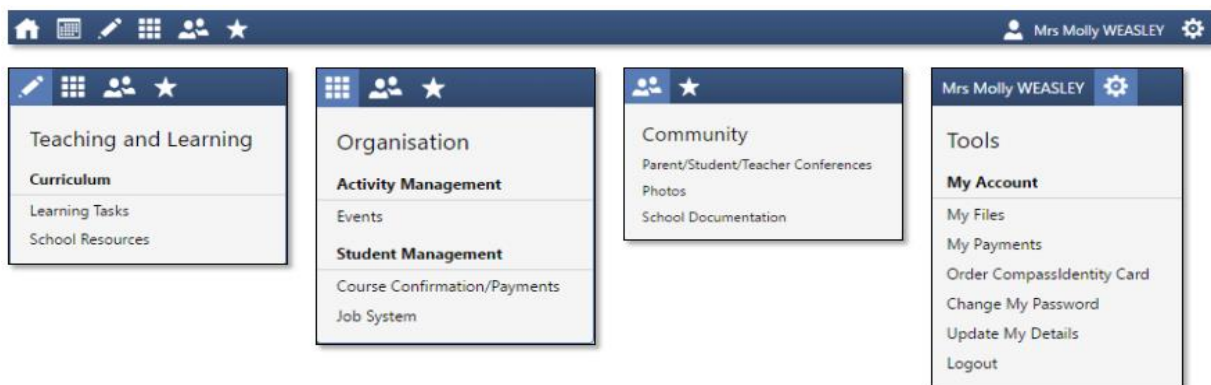 Mrs Molly WEASLEY
Teaching and Learning
Curriculum
Learning Tasks
School Resources
Organisation
Activity Management
Events
Student Management
Course Confirmation/Payments
Job System
Community
Parent/Student/Teacher Conferences
Photos
School Documentation
Mrs Molly WEASLEY
Tools
My Account
My Files
My Payments
Order CompassIdentity Card
Change My Password
Update My Details
Logout